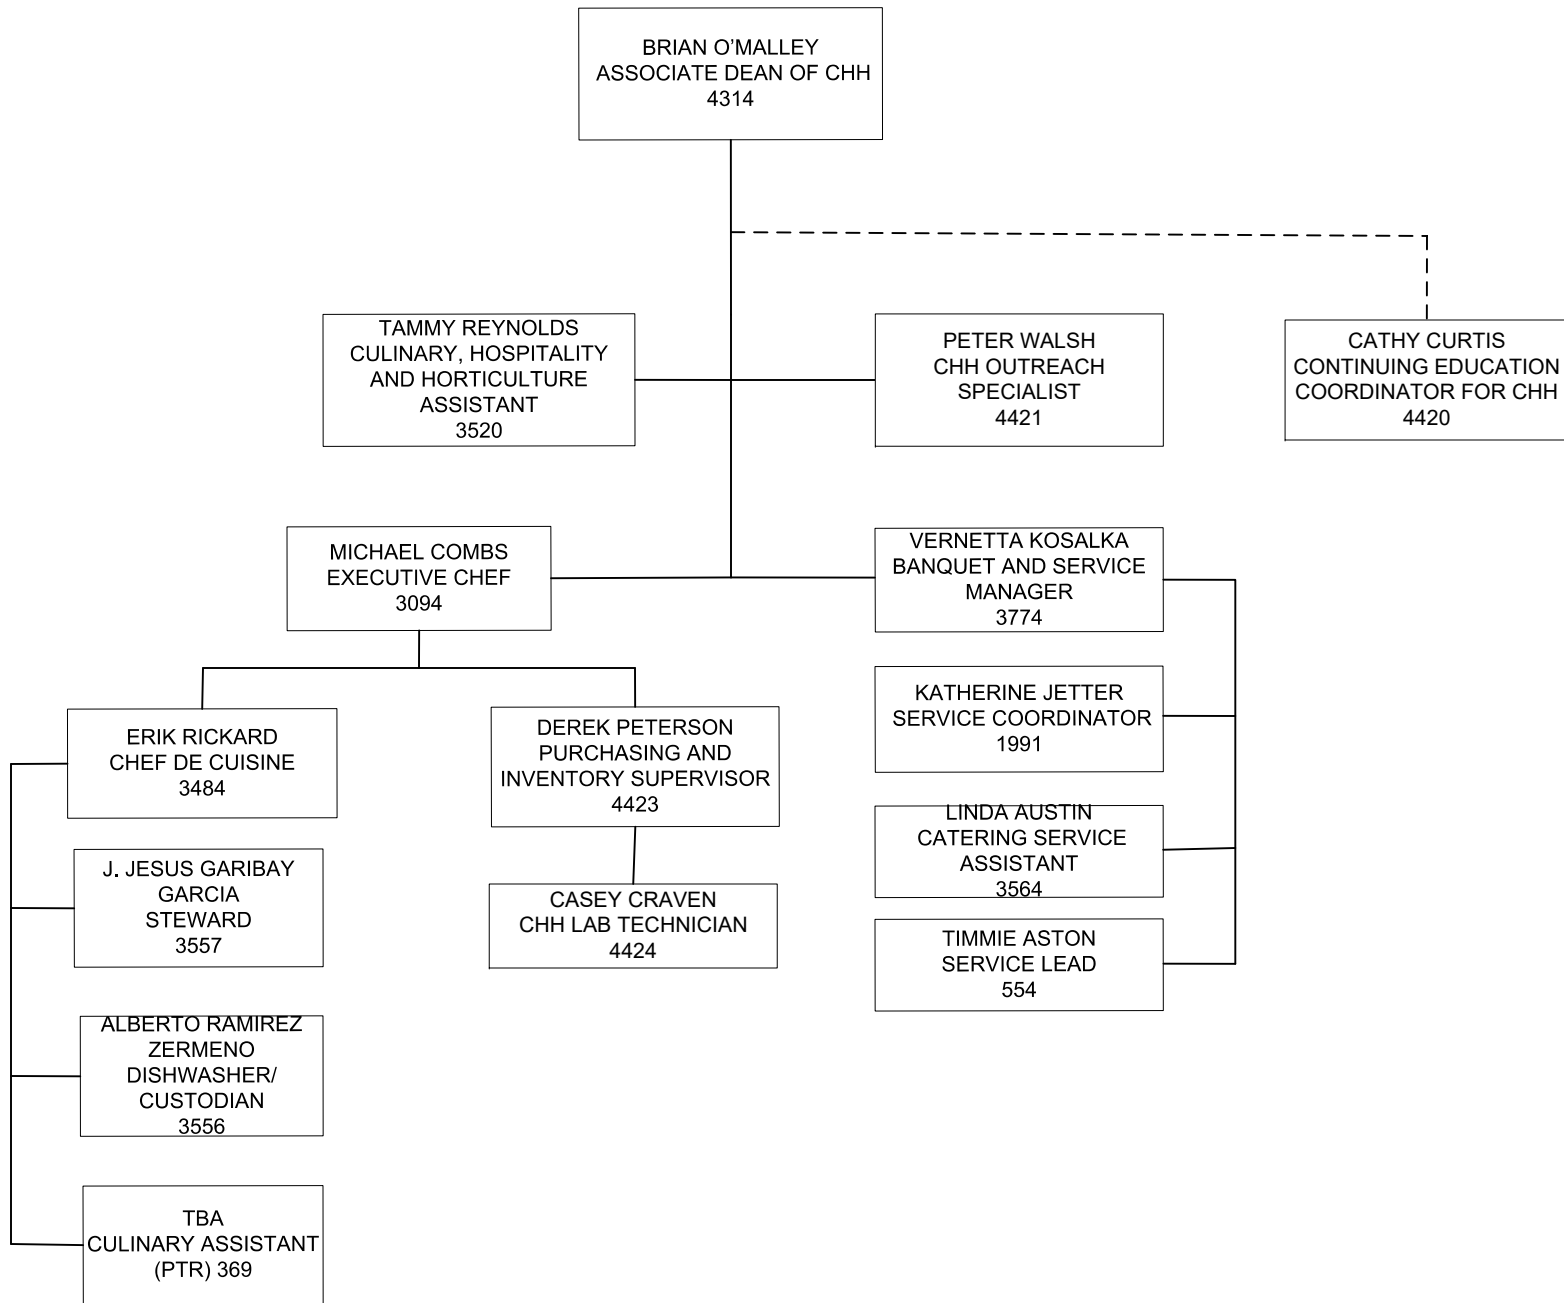 BRIAN O’MALLEY
ASSOCIATE DEAN OF CHH
4314
TAMMY REYNOLDS
CULINARY, HOSPITALITY
AND HORTICULTURE
ASSISTANT
3520
PETER WALSH
CHH OUTREACH
SPECIALIST
4421
CATHY CURTIS
CONTINUING EDUCATION
COORDINATOR FOR CHH
4420
MICHAEL COMBS
EXECUTIVE CHEF
3094
VERNETTA KOSALKA
BANQUET AND SERVICE
MANAGER
3774
ERIK RICKARD
CHEF DE CUISINE
3484
DEREK PETERSON
PURCHASING AND
INVENTORY SUPERVISOR
4423
KATHERINE JETTER
SERVICE COORDINATOR
1991
J. JESUS GARIBAY
GARCIA
STEWARD
3557
CASEY CRAVEN
CHH LAB TECHNICIAN
4424
LINDA AUSTIN
CATERING SERVICE
ASSISTANT
3564
TIMMIE ASTON
SERVICE LEAD
554
ALBERTO RAMIREZ
ZERMENO
DISHWASHER/
CUSTODIAN
3556
TBA
CULINARY ASSISTANT
(PTR) 369